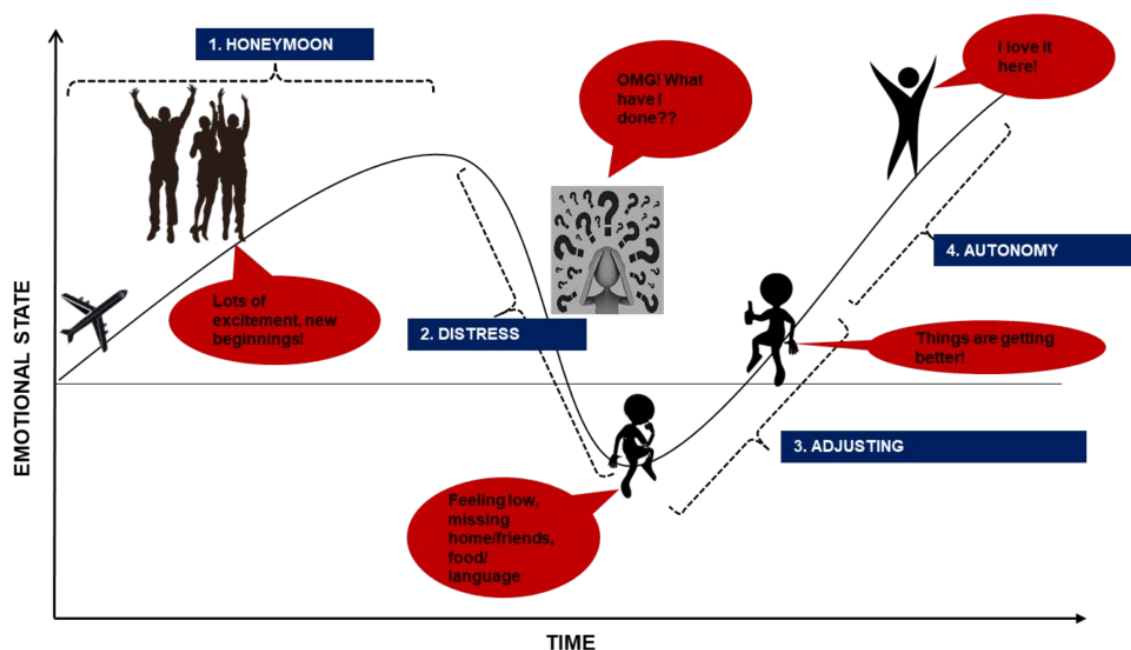 1. HONEYMOON
I love it
here!
OMG! What
have I
done??
Lots of
excitement, new
beginnings!
2. DISTRESS
4. AUTONOMY
Things are getting
better!
3. ADJUSTING
Feeling low,
missing
home/friends,
food/
language
EMOTIONAL STATE
TIME